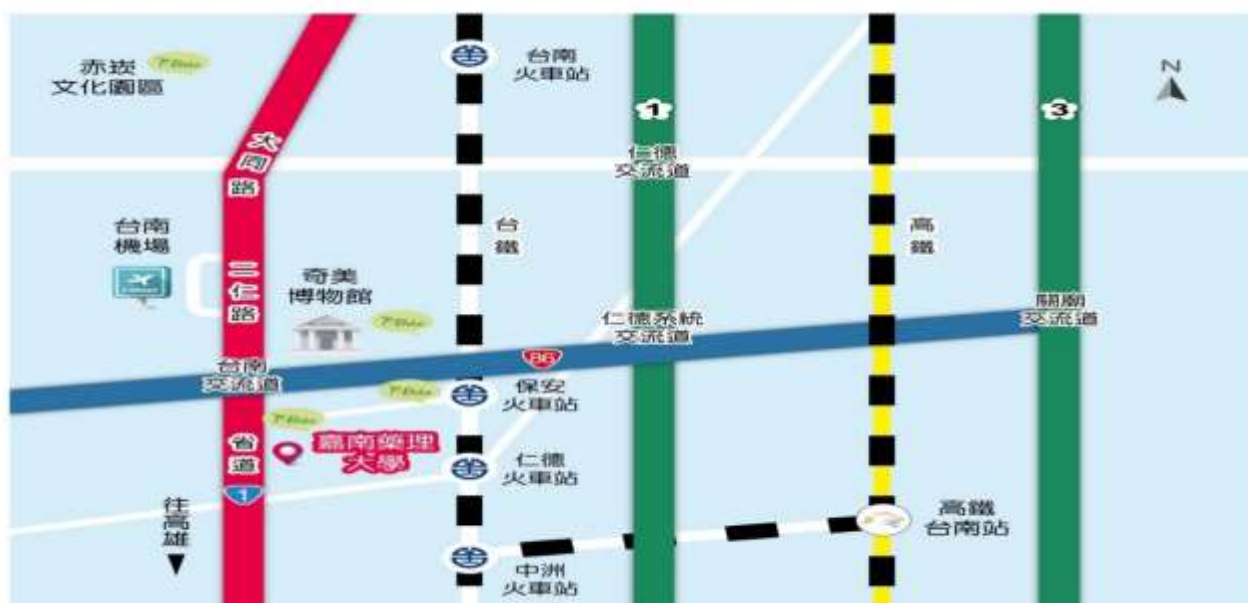 赤崁
文化園區
台南
火車站
N
1
3
大同路
仁德
交流道
台南
機場
台鐵
高鐵
二仁路
奇美
博物館
仁德系統
交流道
關廟
交流道
86
台南
交流道
保安
火車站
省道
嘉南藥理
大學
仁德
火車站
1
往高雄
高鐵
台南站
中洲
火車站